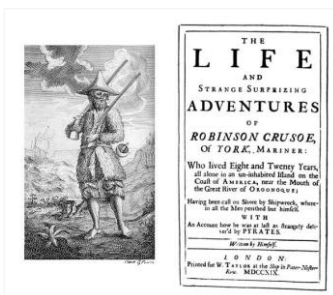 THE
LIFE
AND
STRANGE SURPRIZING
ADVENTURES
OF
ROBINSON CRUSOE,
Of YORK, MARINER:
Who lived Eight and Twenty Years,
all alone in an un-inhabited Island on the
Coast of AMERICA, near the Mouth of
the Great River of OROONOQUE;
Having been cast on Shore by Shipwreck, where-
in all the Men perished but himself.
WITH
An Account how he was at last as strangely deli-
ver'd by PYRATES.
Written by Himself.
LONDON:
Printed for W. TAYLOR at the Ship in Pater-Noster-
Row. MDCCXIX.